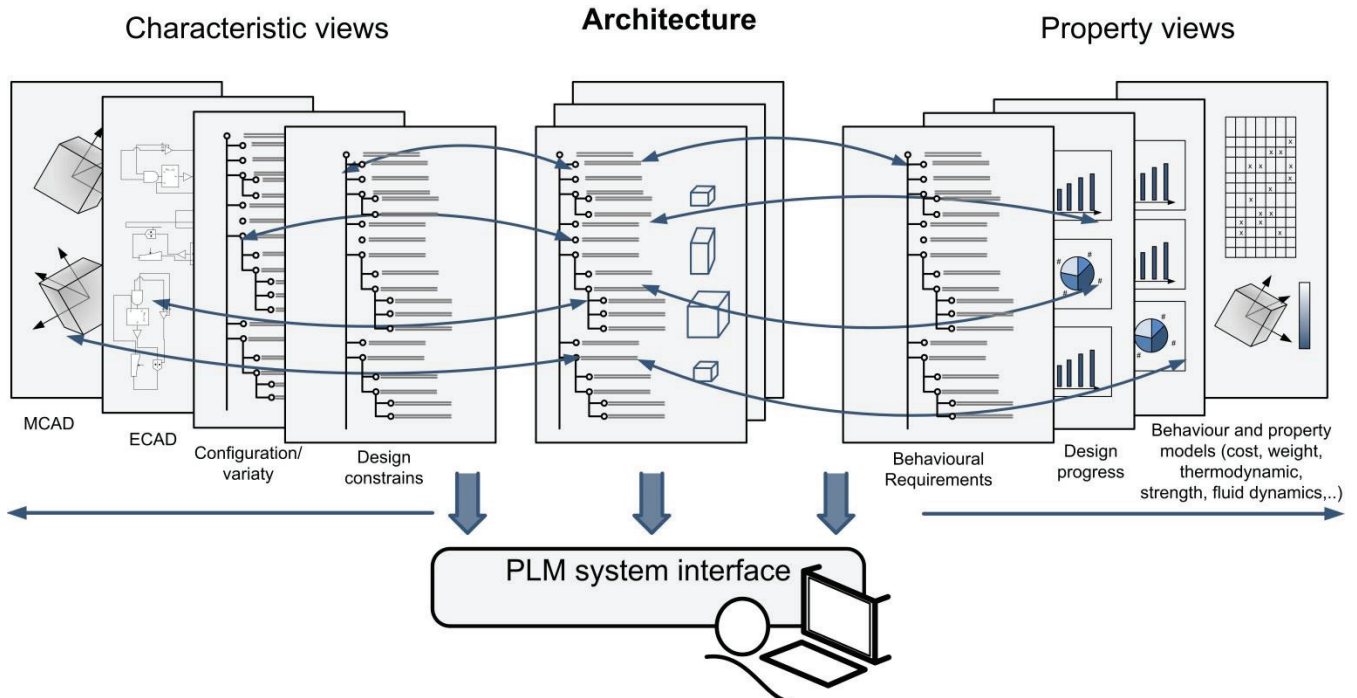 Characteristic views
Architecture
Property views
MCAD
ECAD
Configuration/
variaty
Design
constrains
Behavioural
Requirements
Design
progress
Behaviour and property
models (cost, weight,
thermodynamic,
strength, fluid dynamics,..)
PLM system interface
x
x x
x x
x
x
x
x x
x x
x x
# #
# #
# #
# #